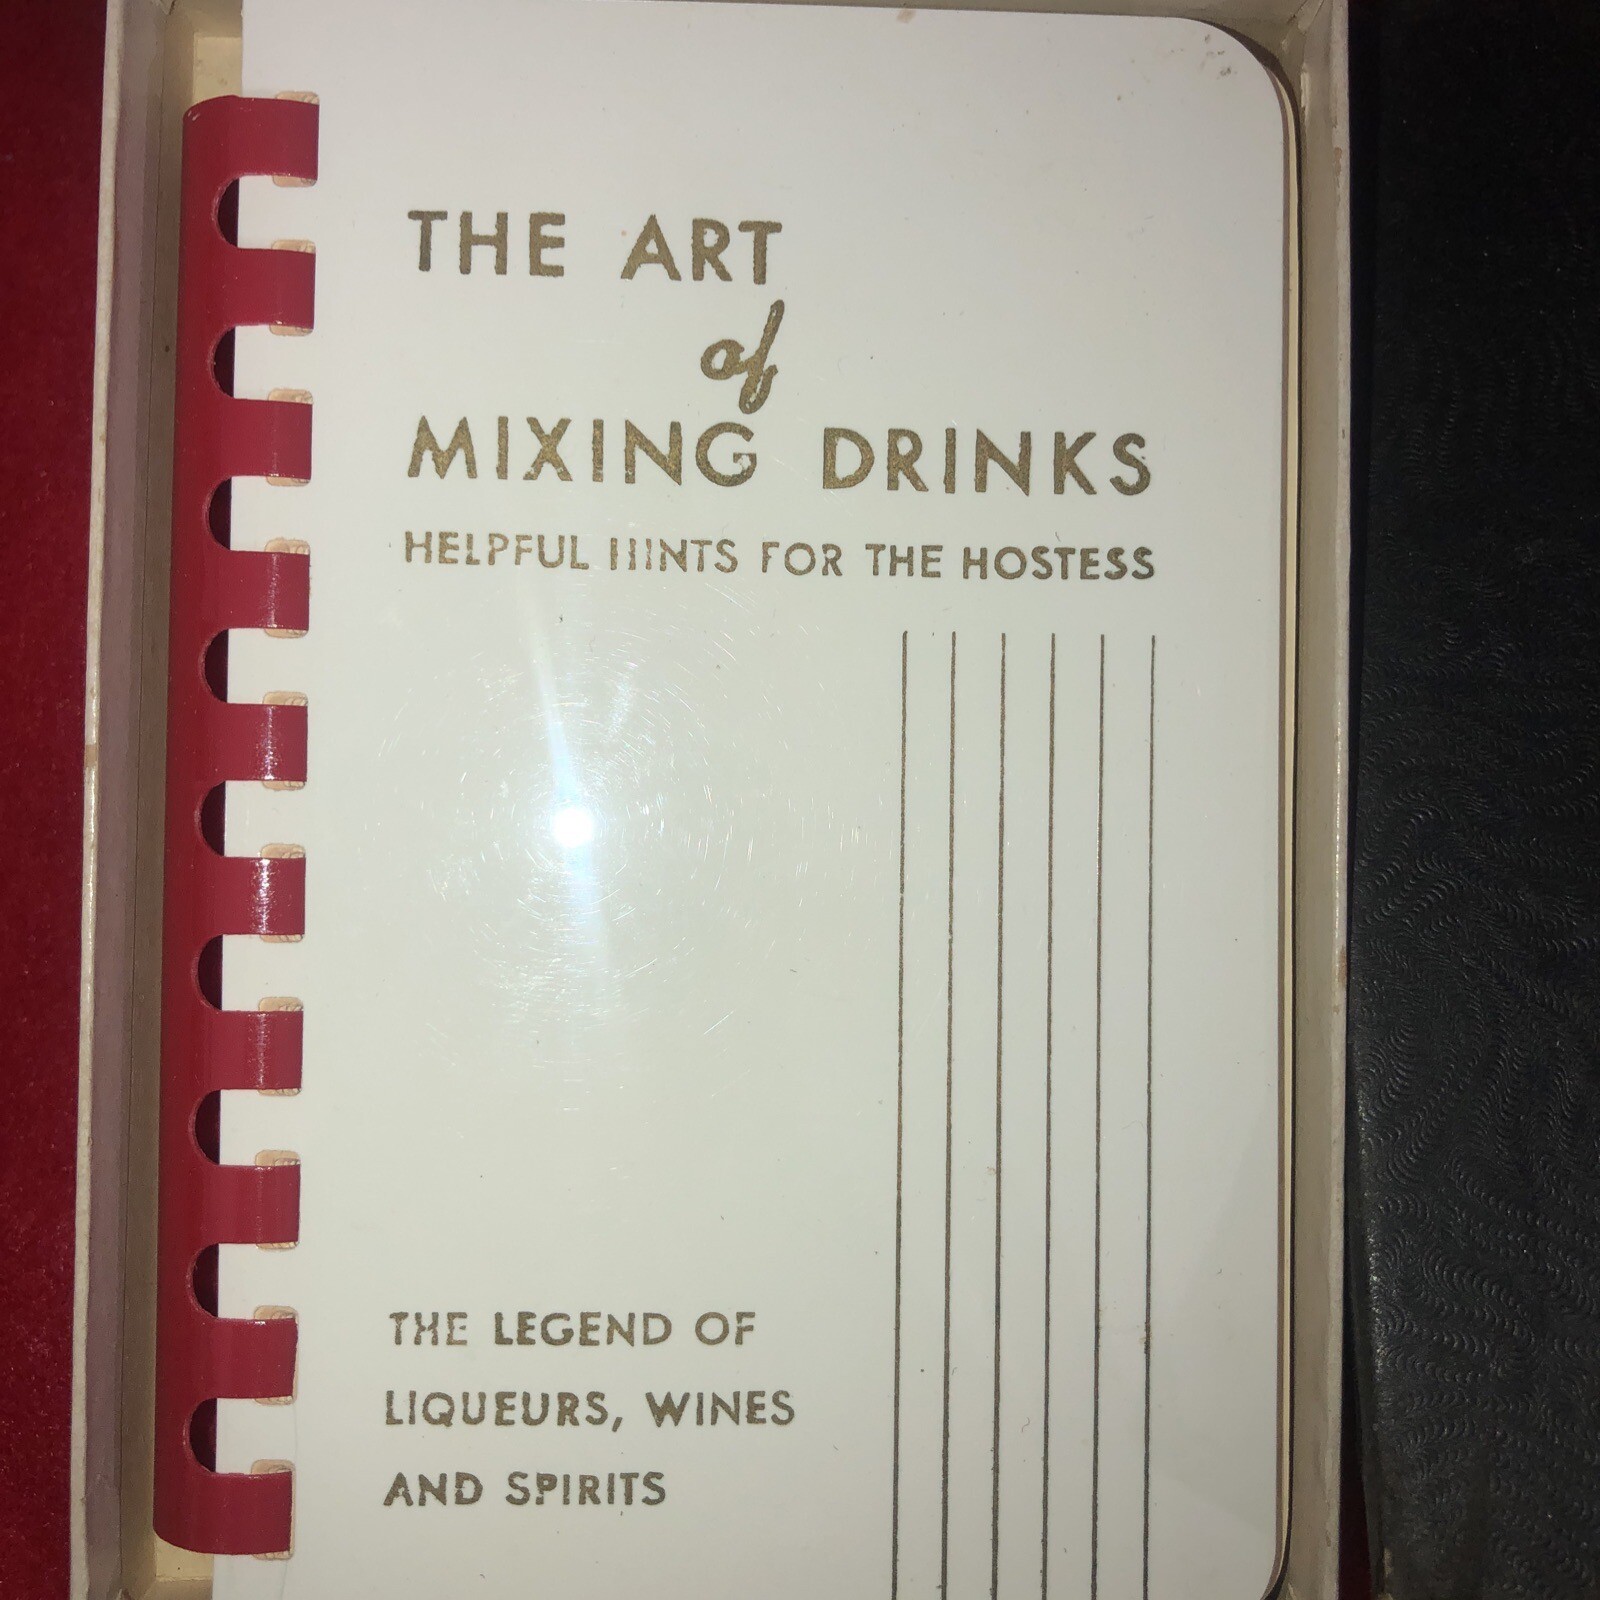 THE ART
of
MIXING DRINKS
HELPFUL HINTS FOR THE HOSTESS
THE LEGEND OF
LIQUEURS, WINES
AND SPIRITS